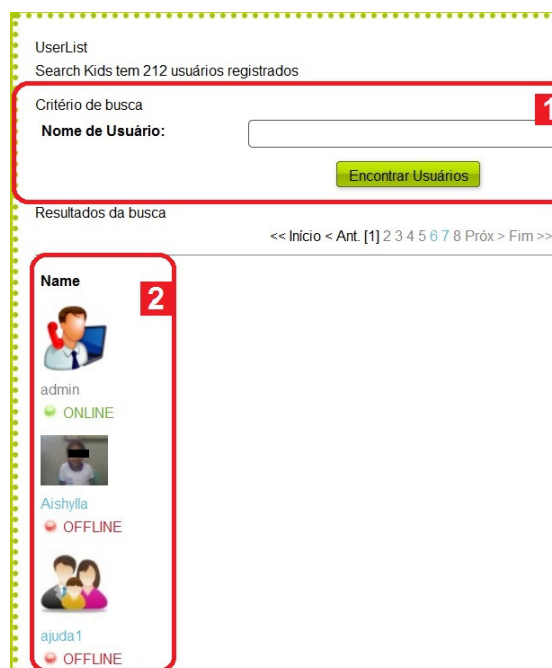 UserList
Search Kids tem 212 usuários registrados
Critério de busca
1
Nome de Usuário:
Encontrar Usuários
Resultados da busca
<< Início < Ant. [1] 2 3 4 5 6 7 8 Próx > Fim >>
Name
2
admin
ONLINE
Aishylla
OFFLINE
ajuda1
OFFLINE